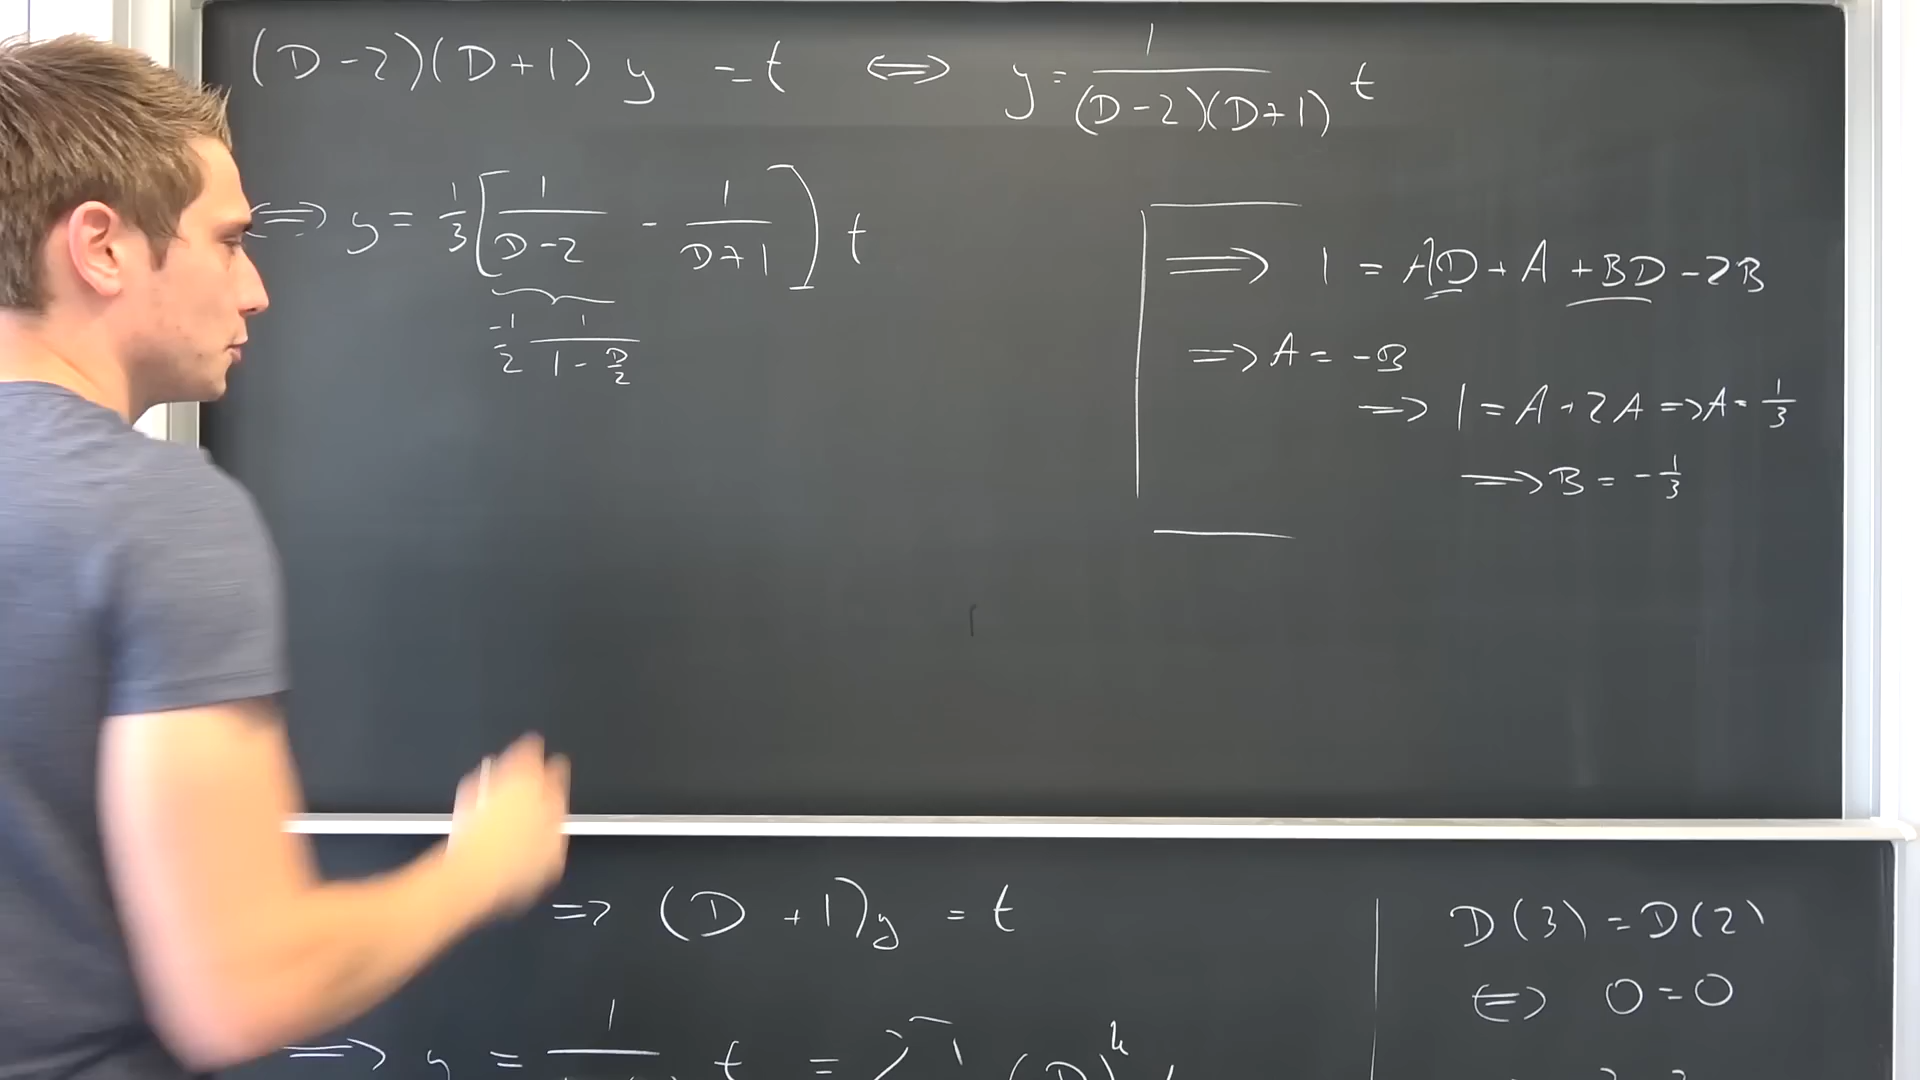 (D-2)(D+1) y = t ⟺ y = 1/((D-2)(D+1)) t
⟺ y = 1/3 [ 1/(D-2) - 1/(D+1) ] t
-1/2 1/(1 - D/2)
⟹ 1 = AD + A + BD - 2B
⟹ A = -B
⟹ 1 = A + 2A ⟹ A = 1/3
⟹ B = -1/3
⟹ (D + 1)y = t
D(3) = D(2)
⟺ 0 = 0
⟹ y = 1/ t = Σ (D)^k